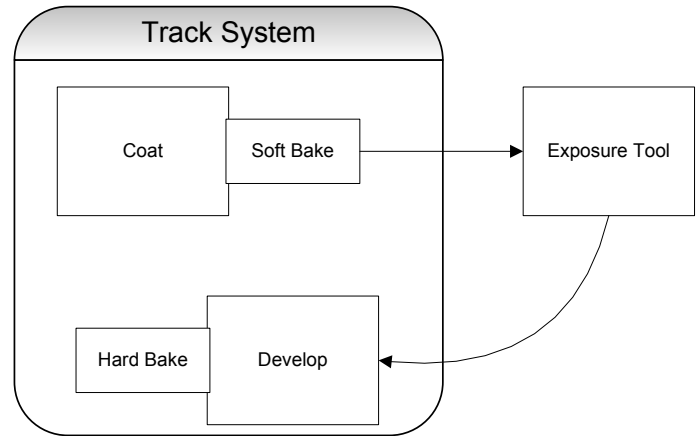 Track System
Coat
Soft Bake
Exposure Tool
Hard Bake
Develop